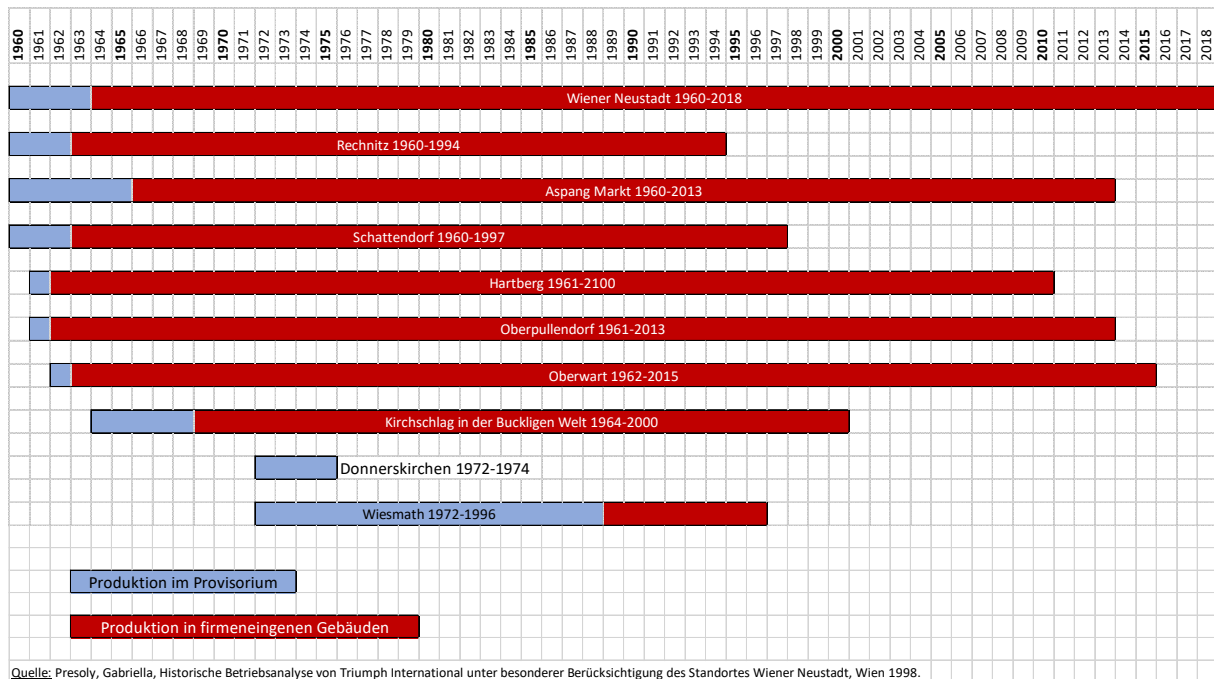 1960 1961 1962 1963 1964 1965 1966 1967 1968 1969 1970 1971 1972 1973 1974 1975 1976 1977 1978 1979 1980 1981 1982 1983 1984 1985 1986 1987 1988 1989 1990 1991 1992 1993 1994 1995 1996 1997 1998 1999 2000 2001 2002 2003 2004 2005 2006 2007 2008 2009 2010 2011 2012 2013 2014 2015 2016 2017 2018
Wiener Neustadt 1960-2018
Rechnitz 1960-1994
Aspang Markt 1960-2013
Schattendorf 1960-1997
Hartberg 1961-2100
Oberpullendorf 1961-2013
Oberwart 1962-2015
Kirchschlag in der Buckligen Welt 1964-2000
Donnerskirchen 1972-1974
Wiesmath 1972-1996
Produktion im Provisorium
Produktion in firmeneingenen Gebäuden
Quelle: Presoly, Gabriella, Historische Betriebsanalyse von Triumph International unter besonderer Berücksichtigung des Standortes Wiener Neustadt, Wien 1998.